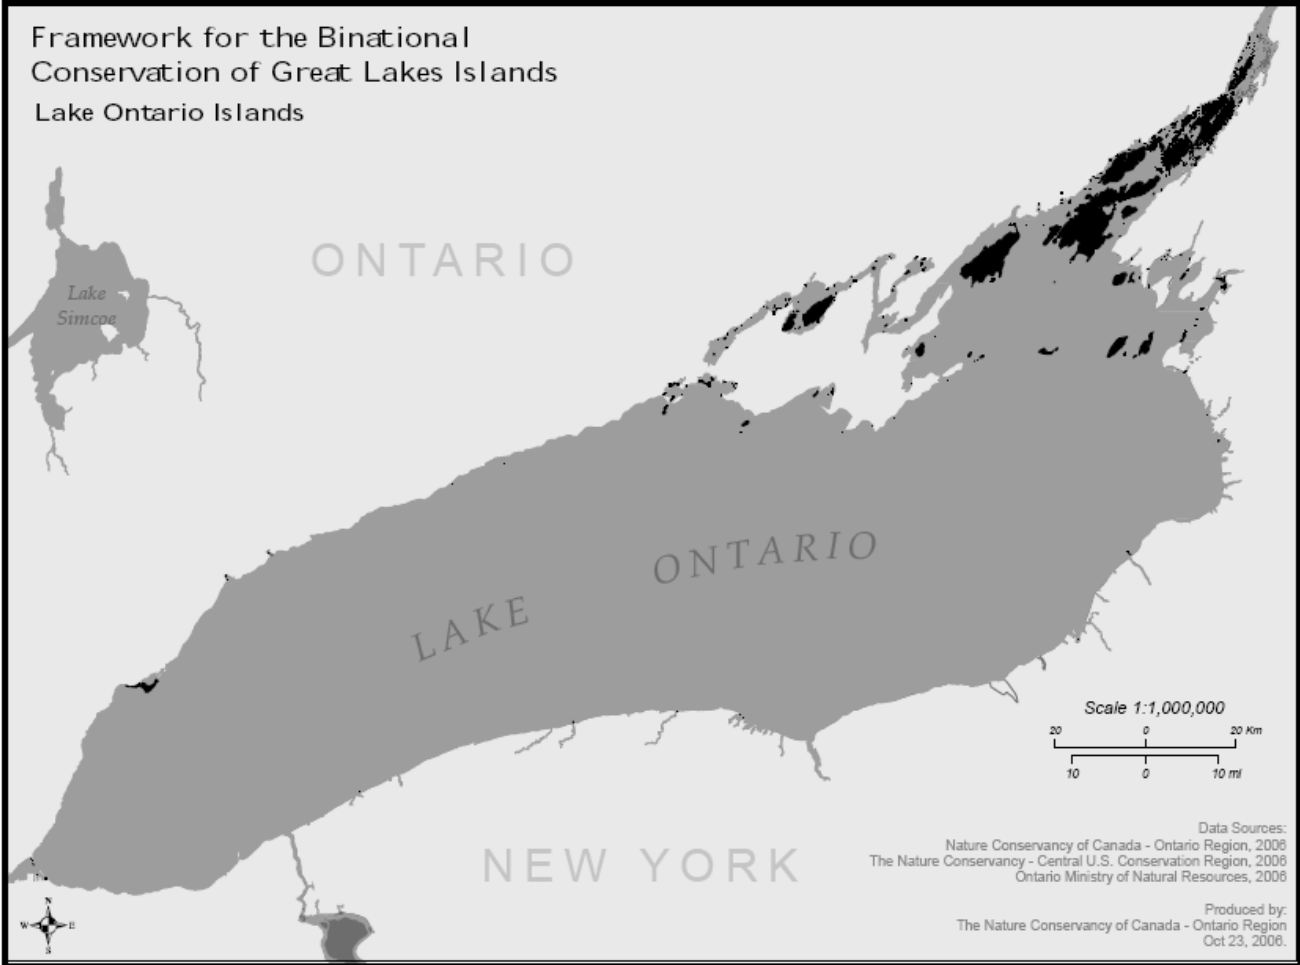 Framework for the Binational
Conservation of Great Lakes Islands
Lake Ontario Islands
ONTARIO
Lake
Simcoe
LAKE ONTARIO
NEW YORK
Scale 1:1,000,000
20 0 20 Km
10 0 10 mi
Data Sources:
Nature Conservancy of Canada - Ontario Region, 2006
The Nature Conservancy - Central U.S. Conservation Region, 2006
Ontario Ministry of Natural Resources, 2006
Produced by:
The Nature Conservancy of Canada - Ontario Region
Oct 23, 2006.
N
W E
S